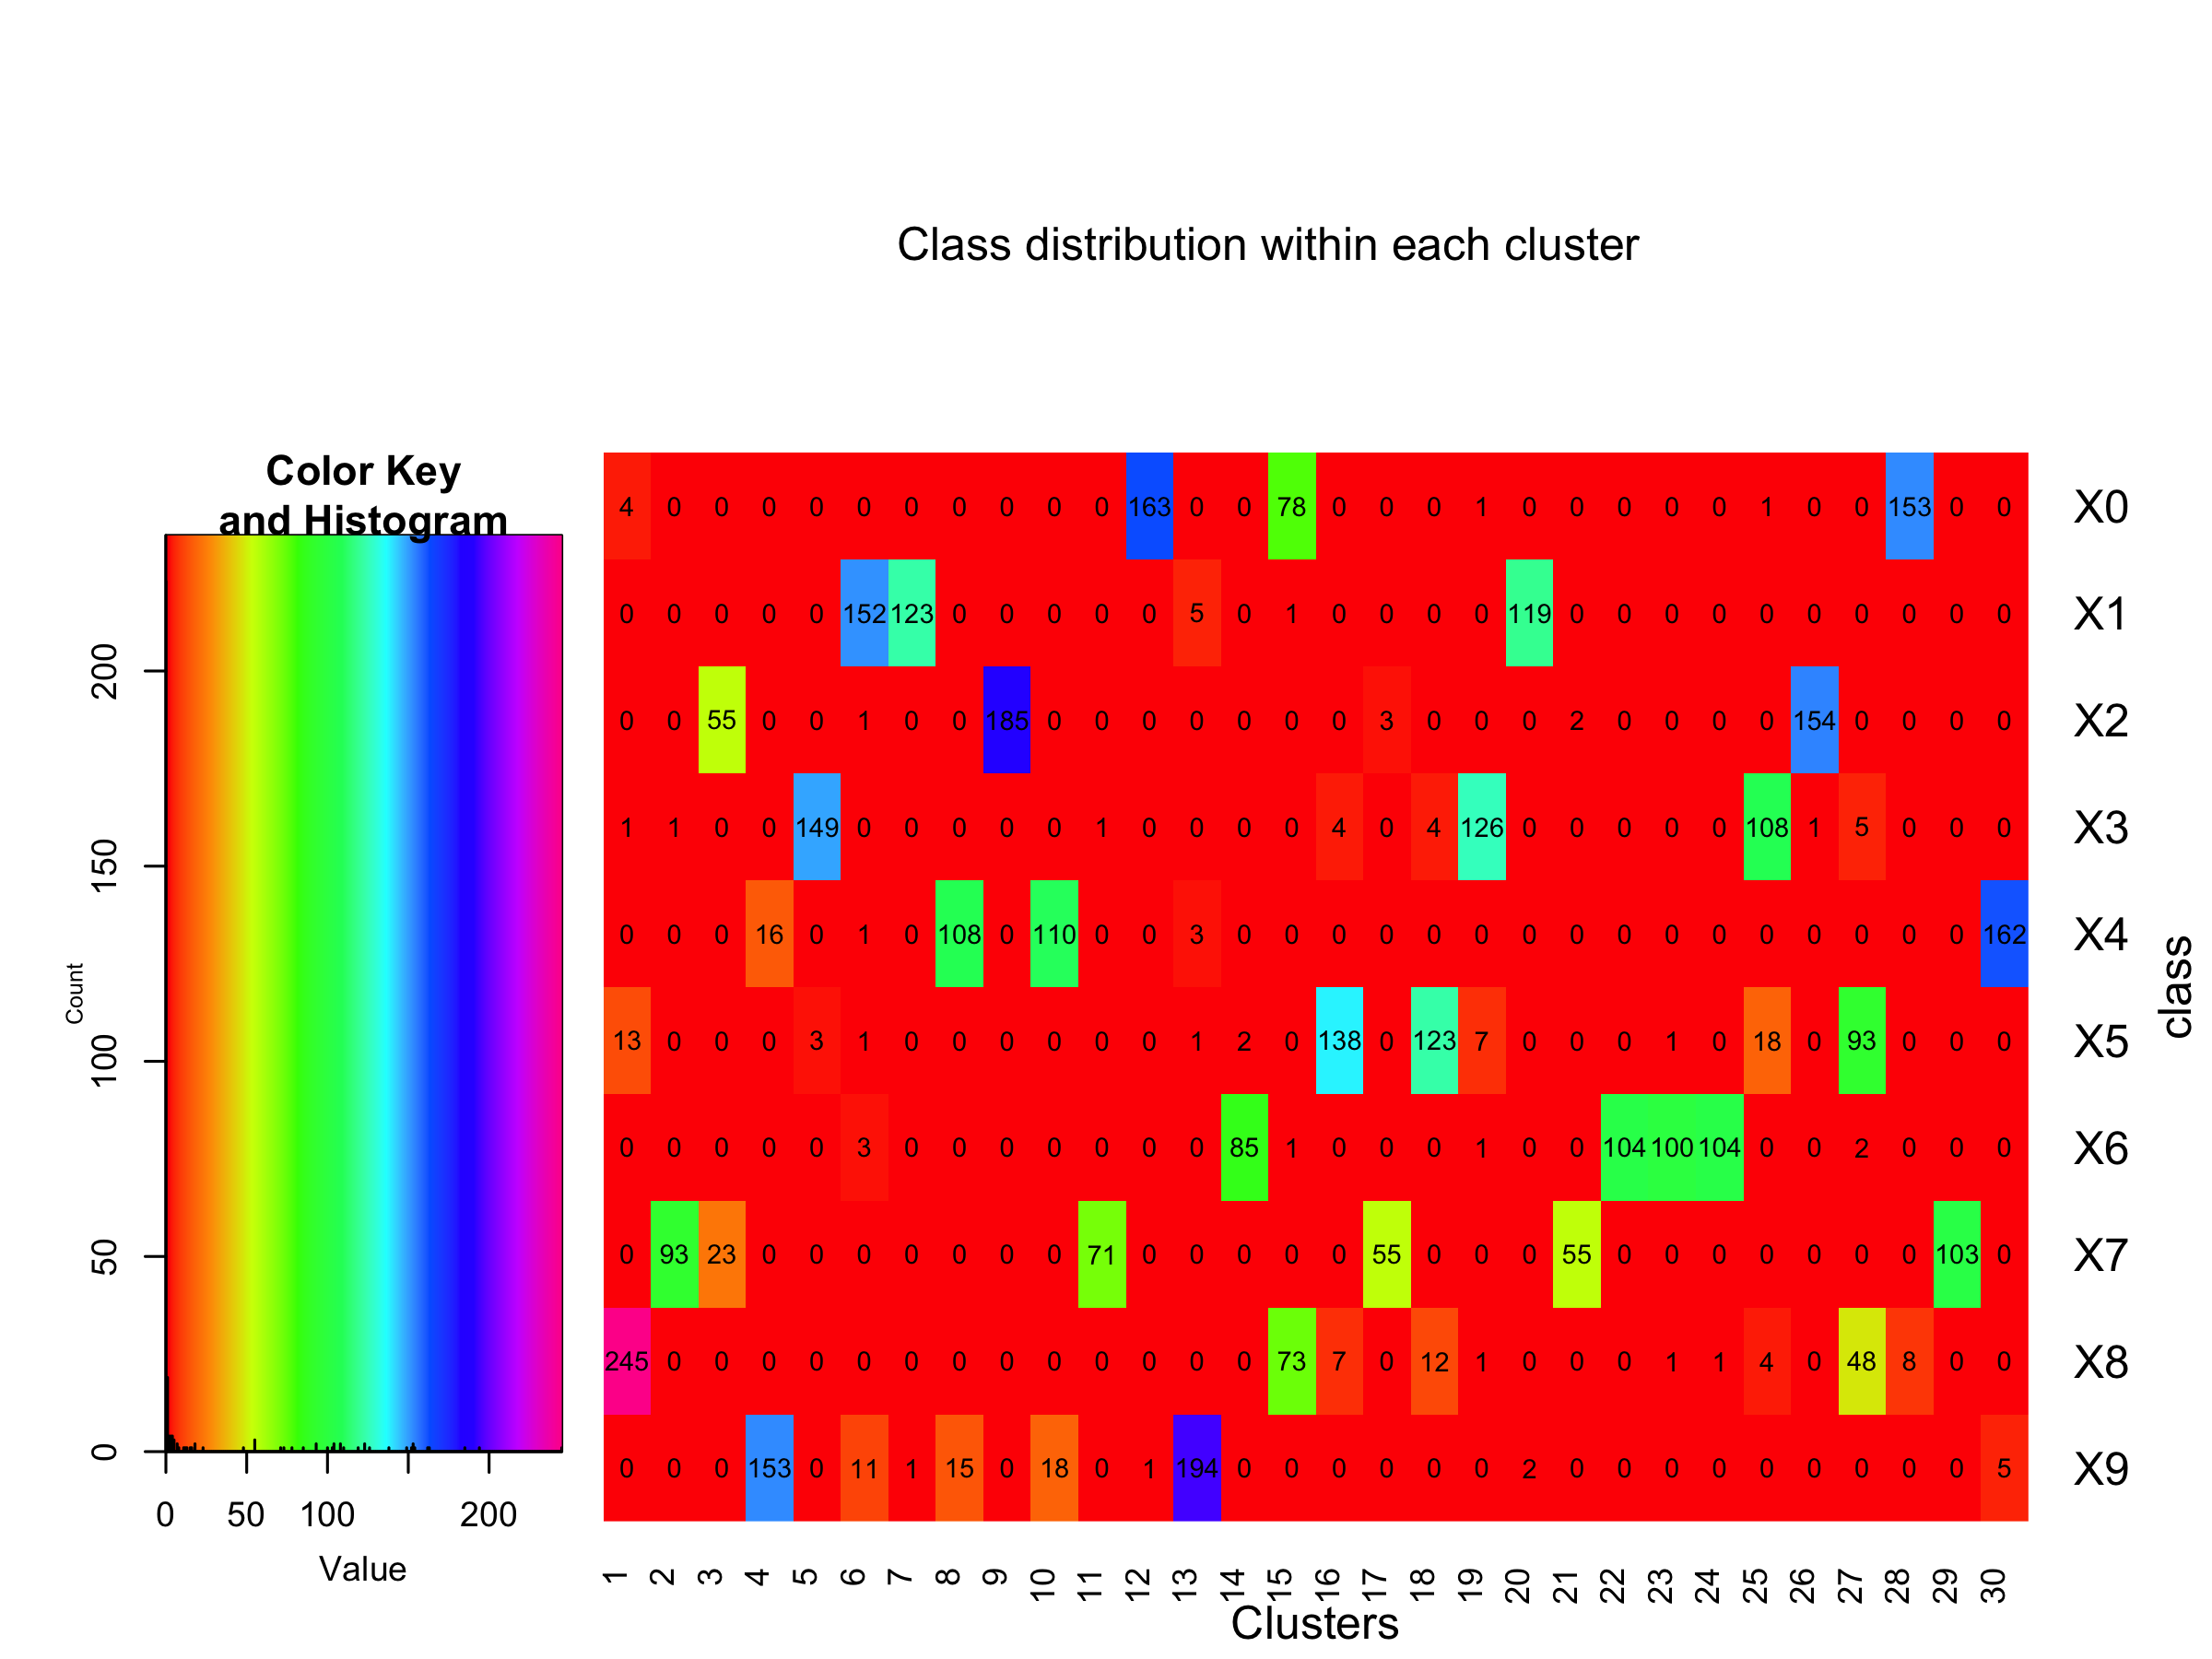 Class distribution within each cluster
Color Key
and Histogram
4 0 0 0 0 0 0 0 0 0 0 163 0 0 78 0 0 0 1 0 0 0 0 0 1 0 0 153 0 0 X0
0 0 0 0 0 152 123 0 0 0 0 0 5 0 1 0 0 0 0 119 0 0 0 0 0 0 0 0 0 0 X1
0 0 55 0 0 1 0 0 185 0 0 0 0 0 0 0 3 0 0 0 2 0 0 0 0 154 0 0 0 0 X2
1 1 0 0 149 0 0 0 0 0 1 0 0 0 0 4 0 4 126 0 0 0 0 0 108 1 5 0 0 0 X3
0 0 0 16 0 1 0 108 0 110 0 0 3 0 0 0 0 0 0 0 0 0 0 0 0 0 0 0 0 162 X4
13 0 0 0 3 1 0 0 0 0 0 0 1 2 0 138 0 123 7 0 0 0 1 0 18 0 93 0 0 0 X5
0 0 0 0 0 3 0 0 0 0 0 0 0 85 1 0 0 0 1 0 0 104 100 104 0 0 2 0 0 0 X6
0 93 23 0 0 0 0 0 0 0 71 0 0 0 0 0 55 0 0 0 55 0 0 0 0 0 0 0 103 0 X7
245 0 0 0 0 0 0 0 0 0 0 0 0 0 73 7 0 12 1 0 0 0 1 1 4 0 48 8 0 0 X8
0 0 0 153 0 11 1 15 0 18 0 1 194 0 0 0 0 0 0 2 0 0 0 0 0 0 0 0 0 5 X9
class
1 2 3 4 5 6 7 8 9 10 11 12 13 14 15 16 17 18 19 20 21 22 23 24 25 26 27 28 29 30
Clusters
200
150
100
50
0
Count
0 50 100 200
Value